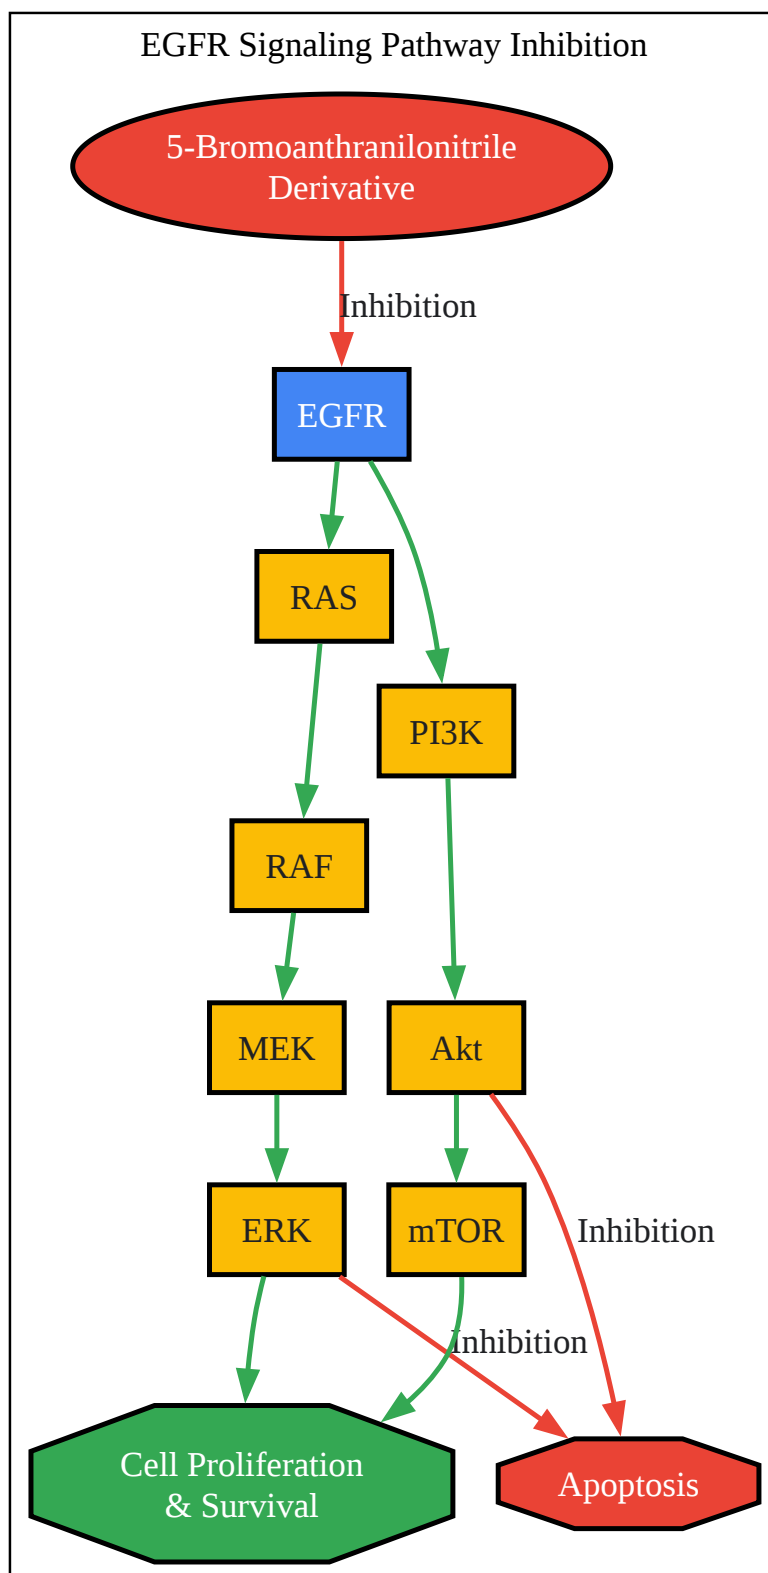 EGFR Signaling Pathway Inhibition
5-Bromoanthranilonitrile
Derivative
Inhibition
EGFR
RAS
PI3K
RAF
MEK
Akt
ERK
mTOR
Inhibition
Inhibition
Cell Proliferation
& Survival
Apoptosis